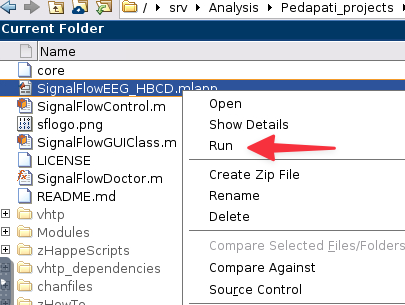 / srv Analysis Pedapati_projects
Current Folder
Name
core
SignalFlowEEG_HBCD.mlapp
SignalFlowControl.m
sflogo.png
SignalFlowGUIClass.m
LICENSE
SignalFlowDoctor.m
README.md
vhtp
Modules
zHappeScripts
vhtp_dependencies
chanfiles
zHowTo
Open
Show Details
Run
Create Zip File
Rename
Delete
Compare Selected Files/Folders
Compare Against
Source Control